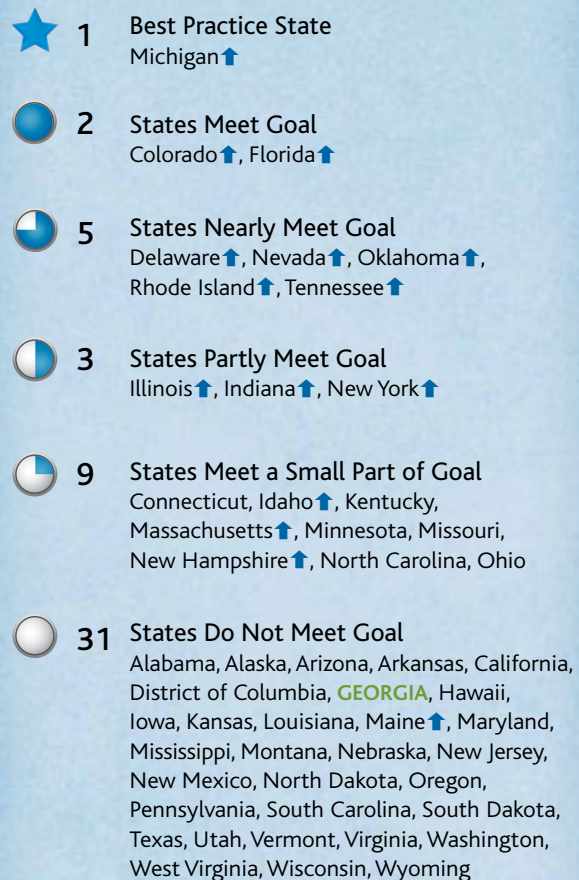 1 Best Practice State
Michigan⬆
2 States Meet Goal
Colorado⬆, Florida⬆
5 States Nearly Meet Goal
Delaware⬆, Nevada⬆, Oklahoma⬆,
Rhode Island⬆, Tennessee⬆
3 States Partly Meet Goal
Illinois⬆, Indiana⬆, New York⬆
9 States Meet a Small Part of Goal
Connecticut, Idaho⬆, Kentucky,
Massachusetts⬆, Minnesota, Missouri,
New Hampshire⬆, North Carolina, Ohio
31 States Do Not Meet Goal
Alabama, Alaska, Arizona, Arkansas, California,
District of Columbia, GEORGIA, Hawaii,
Iowa, Kansas, Louisiana, Maine⬆, Maryland,
Mississippi, Montana, Nebraska, New Jersey,
New Mexico, North Dakota, Oregon,
Pennsylvania, South Carolina, South Dakota,
Texas, Utah, Vermont, Virginia, Washington,
West Virginia, Wisconsin, Wyoming